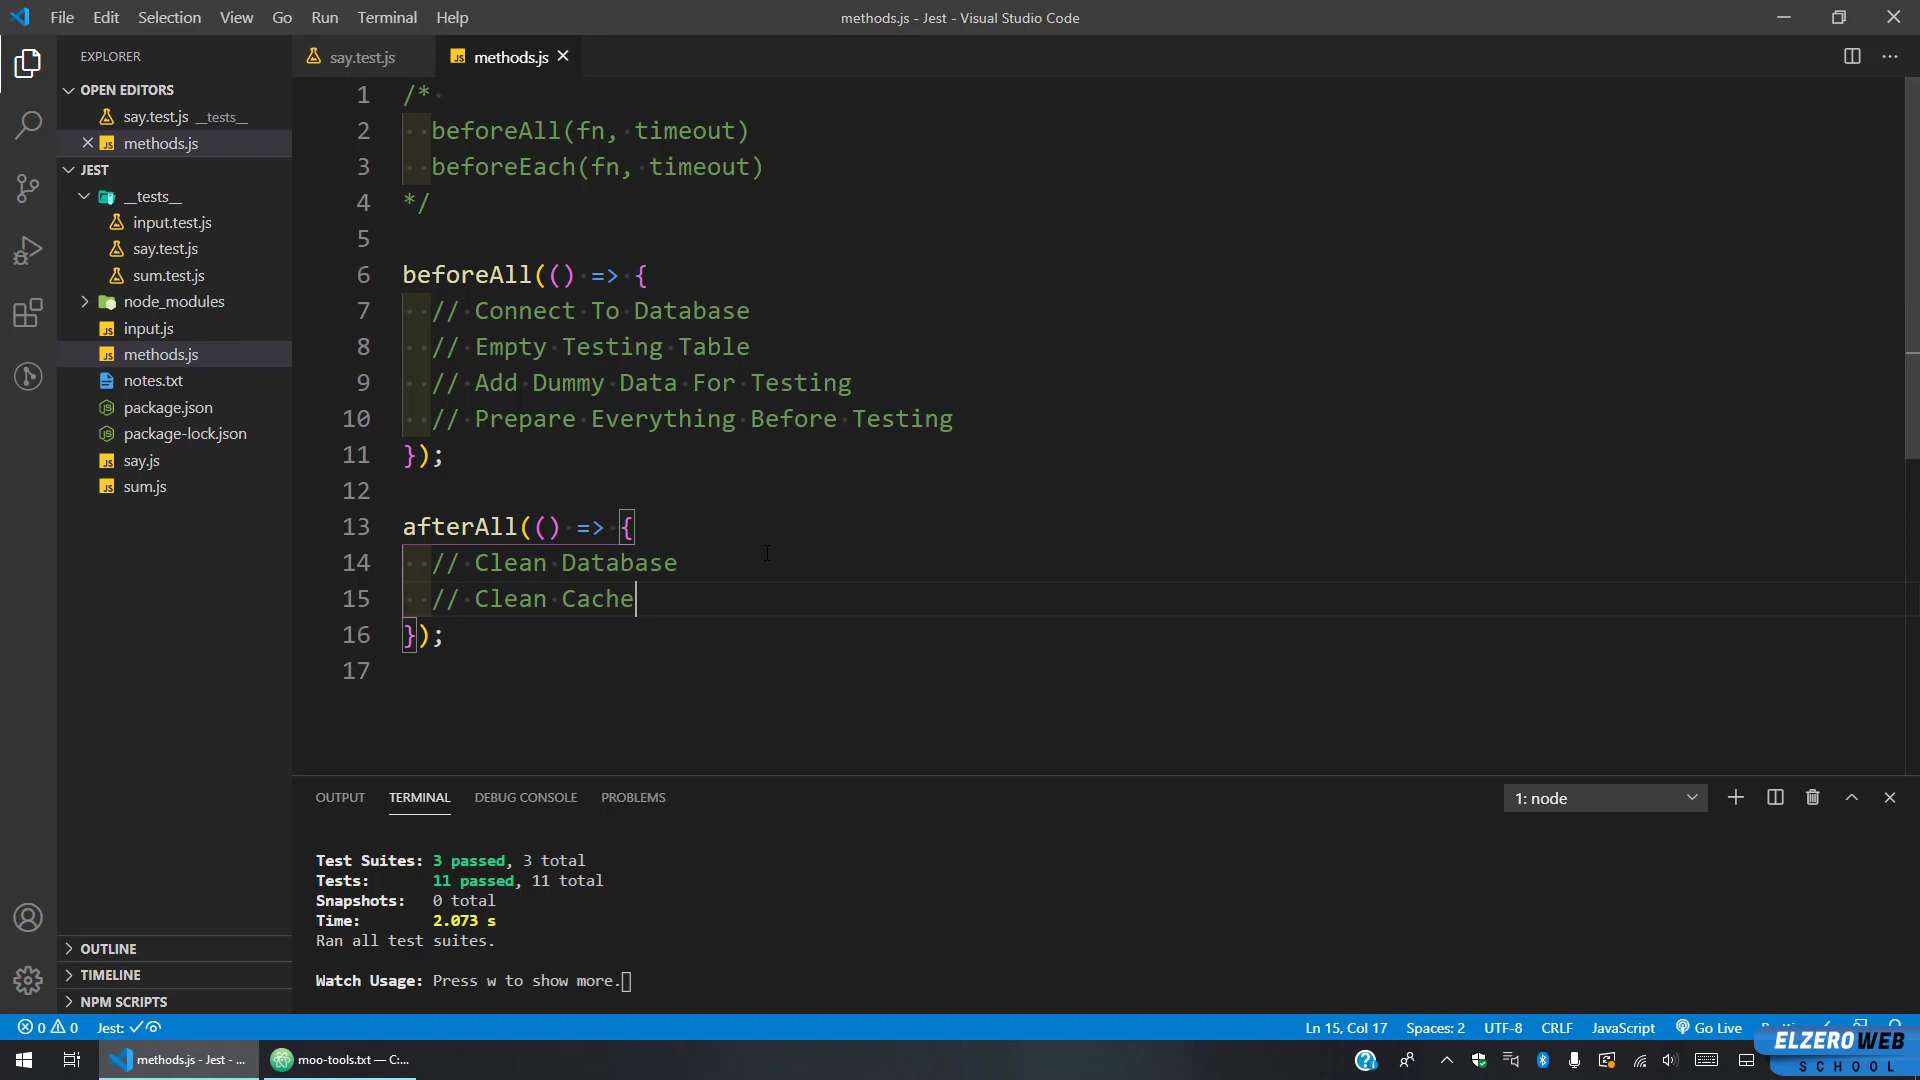 File Edit Selection View Go Run Terminal Help
methods.js - Jest - Visual Studio Code
EXPLORER
OPEN EDITORS
say.test.js __tests__
methods.js
JEST
__tests__
input.test.js
say.test.js
sum.test.js
node_modules
input.js
methods.js
notes.txt
package.json
package-lock.json
say.js
sum.js
OUTLINE
TIMELINE
NPM SCRIPTS
say.test.js
methods.js
1 /*
2 beforeAll(fn, timeout)
3 beforeEach(fn, timeout)
4 */
5
6 beforeAll(() => {
7 // Connect To Database
8 // Empty Testing Table
9 // Add Dummy Data For Testing
10 // Prepare Everything Before Testing
11 });
12
13 afterAll(() => {
14 // Clean Database
15 // Clean Cache
16 });
17
OUTPUT TERMINAL DEBUG CONSOLE PROBLEMS
1: node
Test Suites: 3 passed, 3 total
Tests: 11 passed, 11 total
Snapshots: 0 total
Time: 2.073 s
Ran all test suites.
Watch Usage: Press w to show more.
0 0 Jest:
Ln 15, Col 17 Spaces: 2 UTF-8 CRLF JavaScript Go Live
methods.js - Jest - ...
moo-tools.txt — C:...
ELZEROWEB
SCHOOL